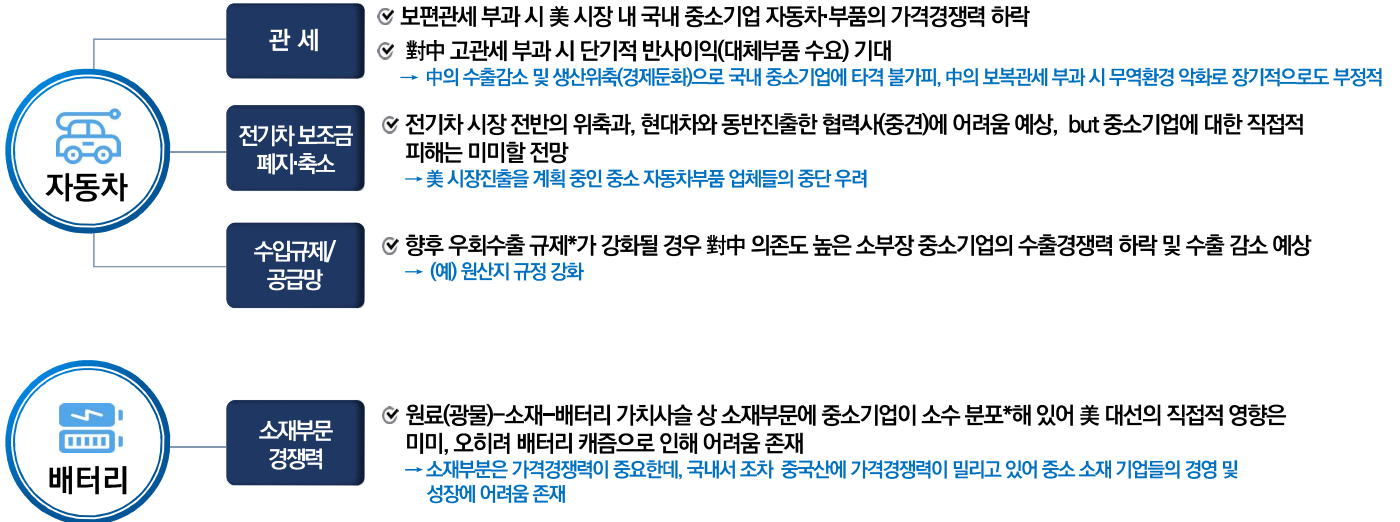 자동차
관 세
✓ 보편관세 부과 시 美 시장 내 국내 중소기업 자동차·부품의 가격경쟁력 하락
✓ 對中 고관세 부과 시 단기적 반사이익(대체부품 수요) 기대
→ 中의 수출감소 및 생산위축(경제둔화)으로 국내 중소기업에 타격 불가피, 中의 보복관세 부과 시 무역환경 악화로 장기적으로도 부정적
전기차 보조금
폐지·축소
✓ 전기차 시장 전반의 위축과, 현대차와 동반진출한 협력사(중견)에 어려움 예상, but 중소기업에 대한 직접적
피해는 미미할 전망
→ 美 시장진출을 계획 중인 중소 자동차부품 업체들의 중단 우려
수입규제/
공급망
✓ 향후 우회수출 규제*가 강화될 경우 對中 의존도 높은 소부장 중소기업의 수출경쟁력 하락 및 수출 감소 예상
→ (예) 원산지 규정 강화
배터리
소재부문
경쟁력
✓ 원료(광물)–소재–배터리 가치사슬 상 소재부문에 중소기업이 소수 분포*해 있어 美 대선의 직접적 영향은
미미, 오히려 배터리 캐즘으로 인해 어려움 존재
→ 소재부분은 가격경쟁력이 중요한데, 국내서 조차 중국산에 가격경쟁력이 밀리고 있어 중소 소재 기업들의 경영 및
성장에 어려움 존재